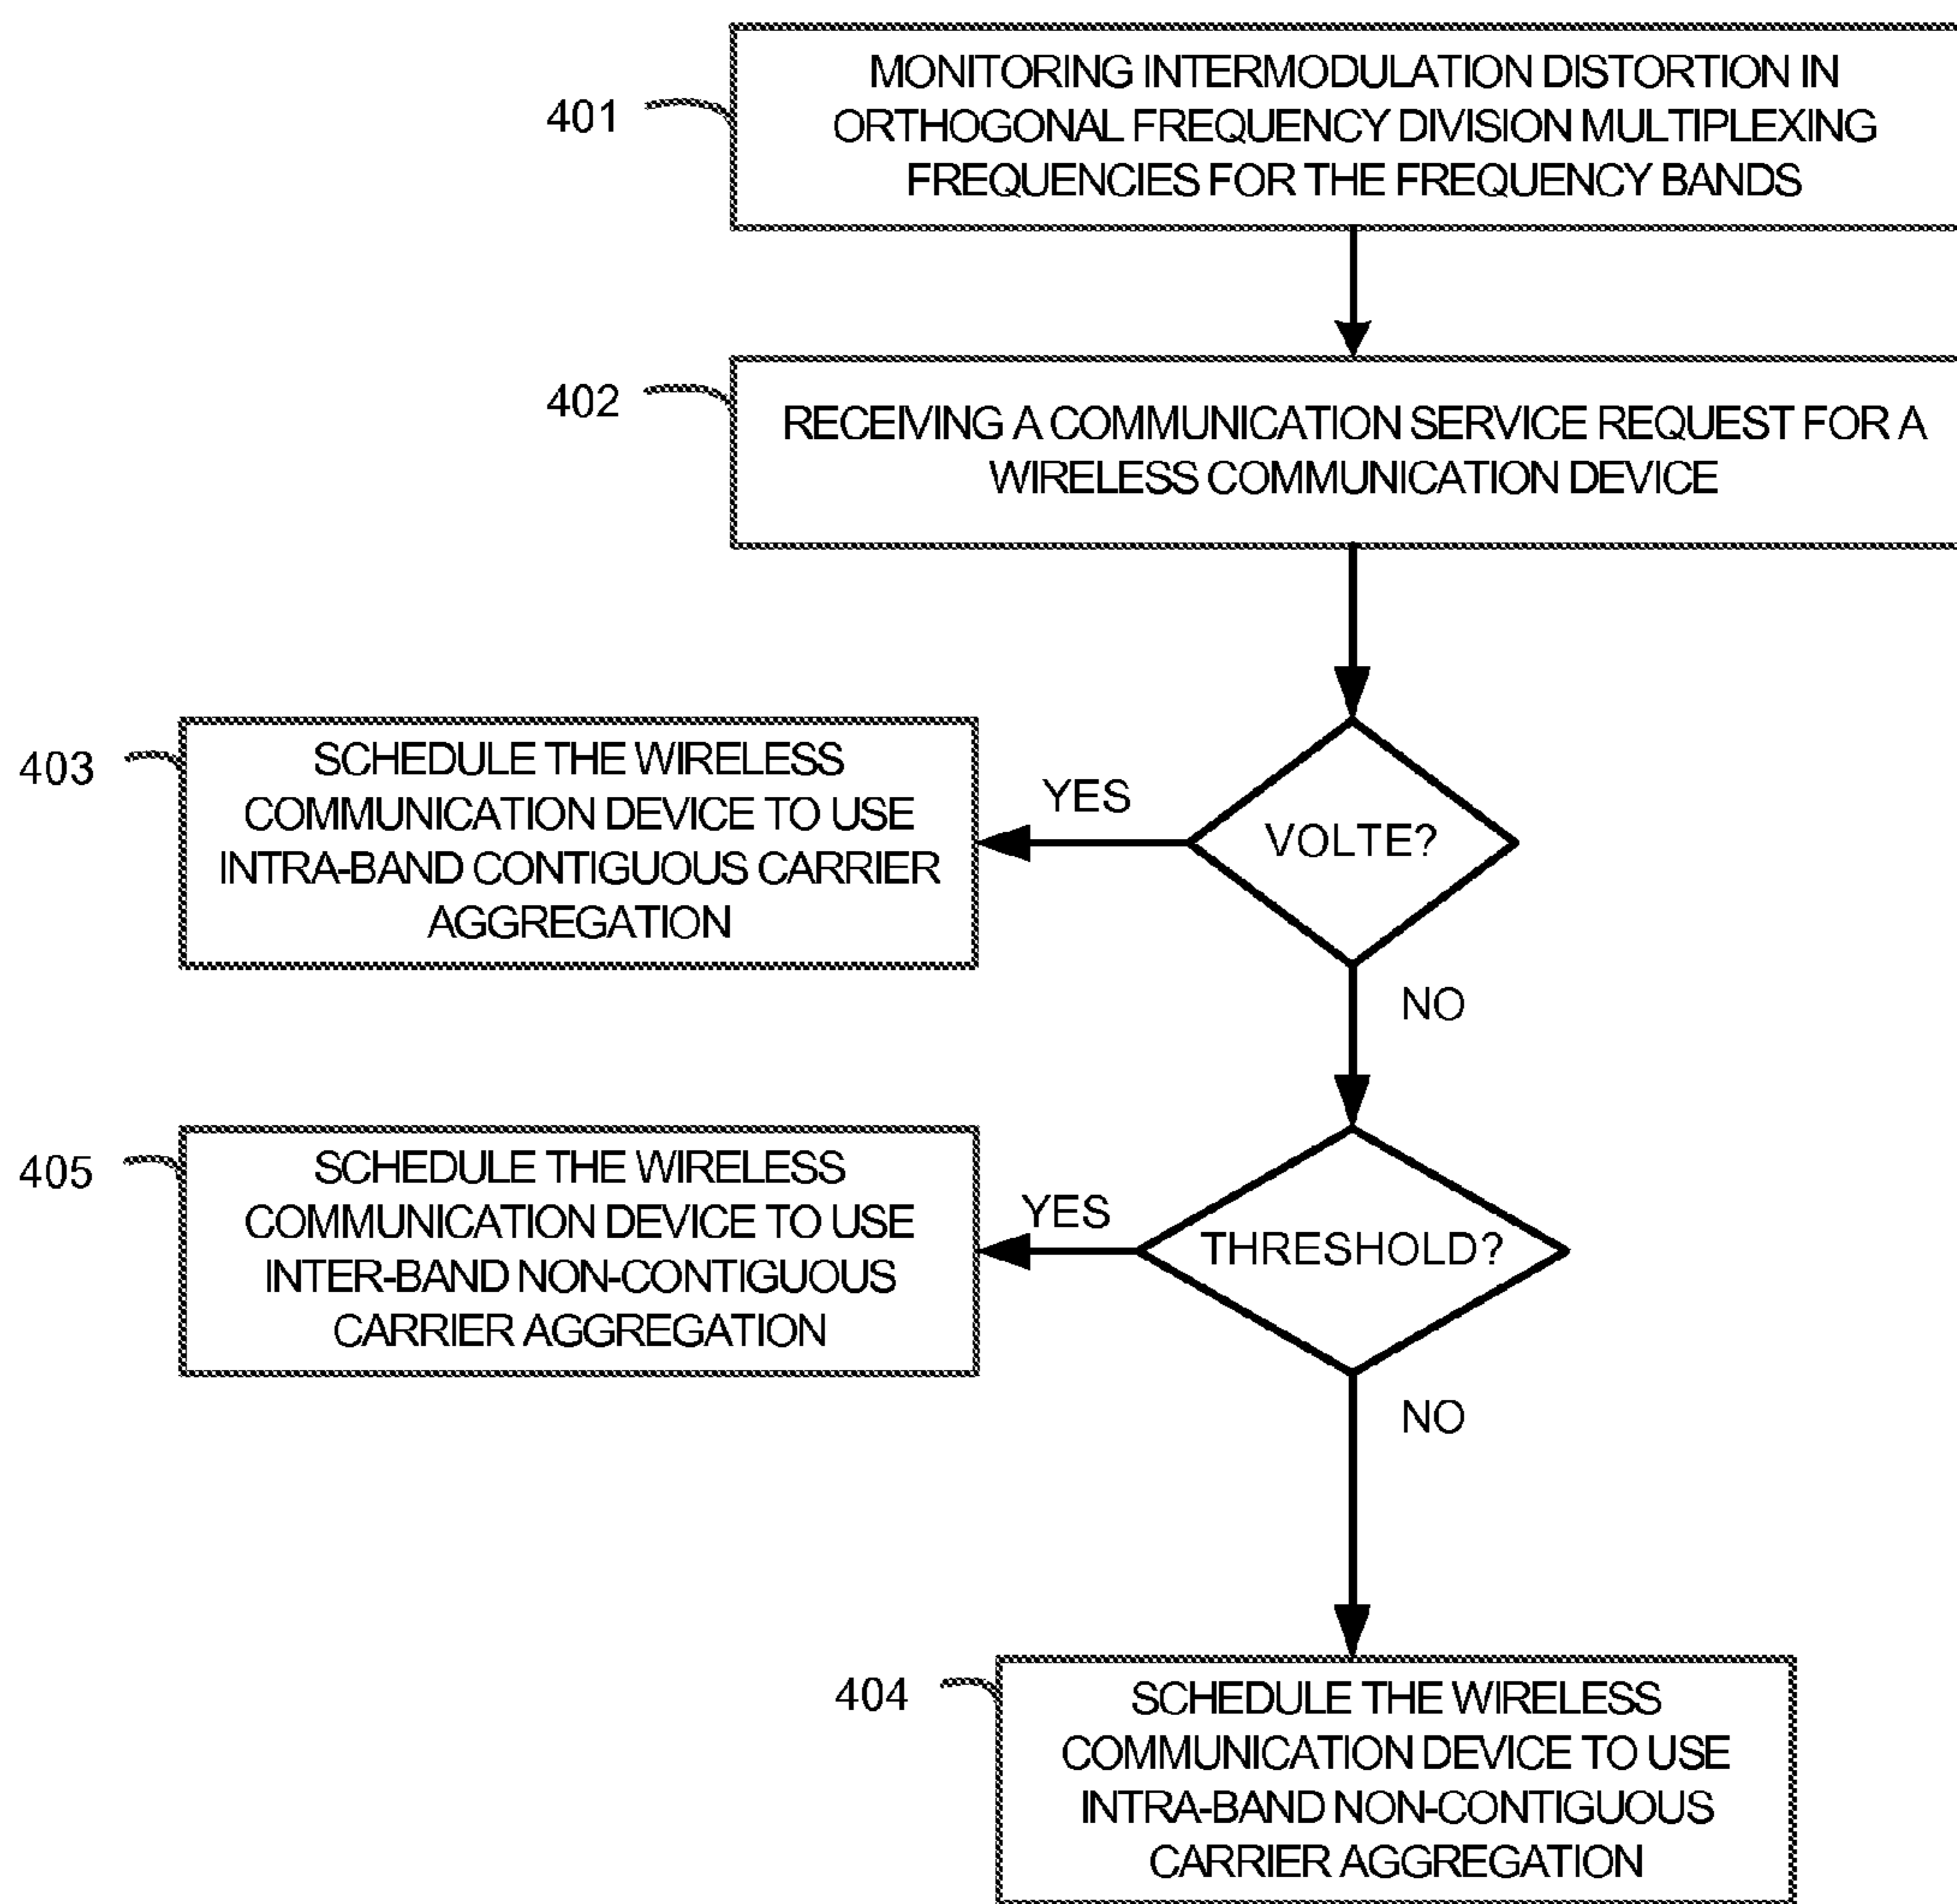 401
MONITORING INTERMODULATION DISTORTION IN
ORTHOGONAL FREQUENCY DIVISION MULTIPLEXING
FREQUENCIES FOR THE FREQUENCY BANDS
402
RECEIVING A COMMUNICATION SERVICE REQUEST FOR A
WIRELESS COMMUNICATION DEVICE
VOLTE?
YES
403
SCHEDULE THE WIRELESS
COMMUNICATION DEVICE TO USE
INTRA-BAND CONTIGUOUS CARRIER
AGGREGATION
NO
THRESHOLD?
YES
405
SCHEDULE THE WIRELESS
COMMUNICATION DEVICE TO USE
INTER-BAND NON-CONTIGUOUS
CARRIER AGGREGATION
NO
404
SCHEDULE THE WIRELESS
COMMUNICATION DEVICE TO USE
INTRA-BAND NON-CONTIGUOUS
CARRIER AGGREGATION